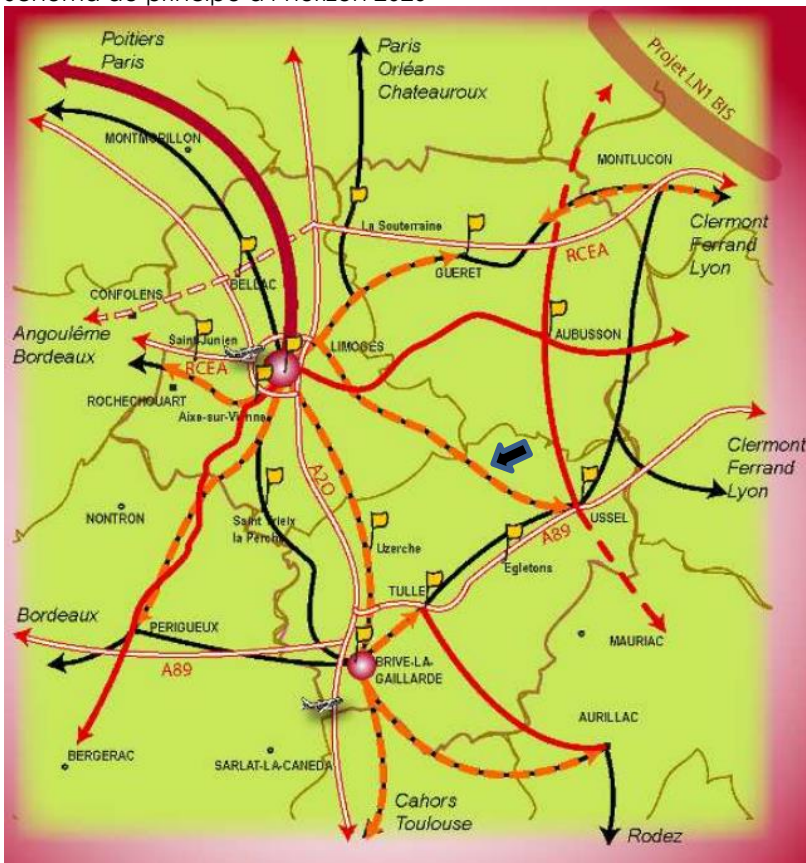 Poitiers
Paris
Paris
Orléans
Chateauroux
Projet LN1 BIS
MONTMORILLON
MONTLUCON
La Souterraine
Clermont
Ferrand
Lyon
GUERET
RCEA
BELLAC
CONFOLENS
Angoulême
Bordeaux
Saint-Junien
LIMOGES
AUBUSSON
RCEA
ROCHECHOUART
Aixe-sur-Vienne
Clermont
Ferrand
Lyon
A20
NONTRON
Saint Yrieix
la Perche
Uzerche
USSEL
A89
Egletons
TULLE
Bordeaux
PERIGUEUX
MAURIAC
A89
BRIVE-LA-
GAILLARDE
AURILLAC
BERGERAC
SARLAT-LA-CANEDA
Cahors
Toulouse
Rodez